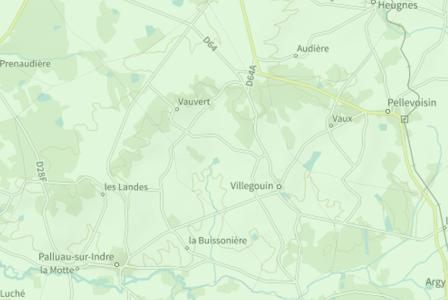 Heugnes
D64
Audière
Prenaudière
D64A
Vauvert
Pellevoisin
Vaux
D28F
les Landes
Villegouin
la Buissonière
Palluau-sur-Indre
la Motte
Argy
Luché